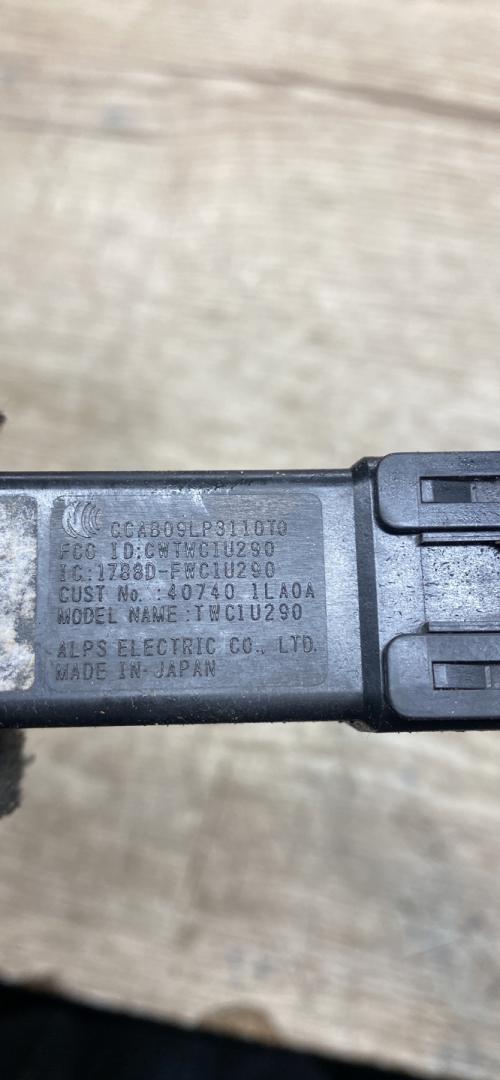 CCAB09LP3110T0
FCC ID:CWTWC1U290
IC:1788D-FWC1U290
CUST No.:40740 1LA0A
MODEL NAME:TWC1U290
ALPS ELECTRIC CO., LTD.
MADE IN JAPAN